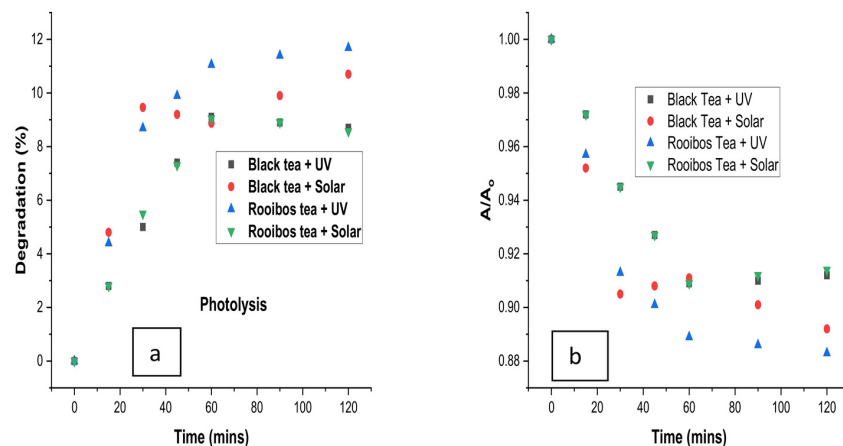 Degradation (%)
12
10
8
6
4
2
0
Black tea + UV
Black tea + Solar
Rooibos tea + UV
Rooibos tea + Solar
Photolysis
a
0 20 40 60 80 100 120
Time (mins)
A/Ao
1.00
0.98
0.96
0.94
0.92
0.90
0.88
Black Tea + UV
Black Tea + Solar
Rooibos Tea + UV
Rooibos Tea + Solar
b
0 20 40 60 80 100 120
Time (mins)